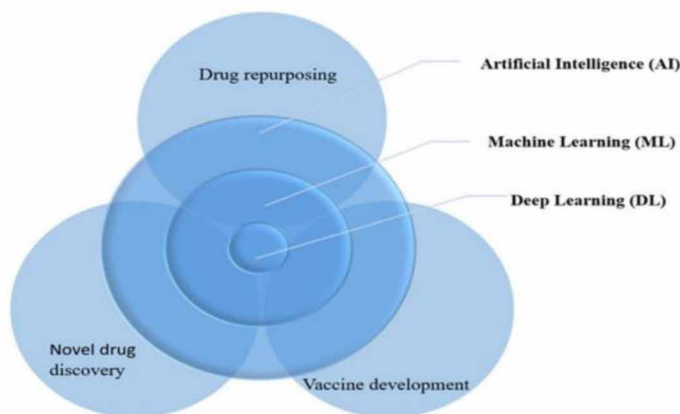 Drug repurposing
Artificial Intelligence (AI)
Machine Learning (ML)
Deep Learning (DL)
Novel drug
discovery
Vaccine development